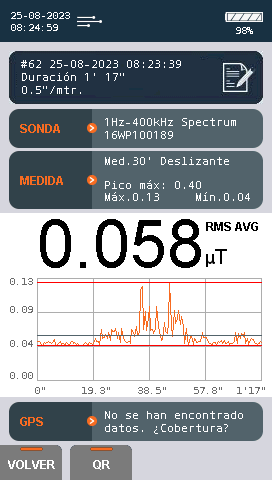 25-08-2023
08:24:59
98%
#62 25-08-2023 08:23:39
Duración 1' 17"
0.5"/mtr.
SONDA
1Hz-400kHz Spectrum
16WP100189
MEDIDA
Med.30' Deslizante
Pico máx: 0.40
Máx.0.13 Mín.0.04
0.058
RMS AVG
µT
0.13
0.09
0.04
0.00
0" 19.3" 38.5" 57.8" 1'17"
GPS
No se han encontrado
datos. ¿Cobertura?
VOLVER QR